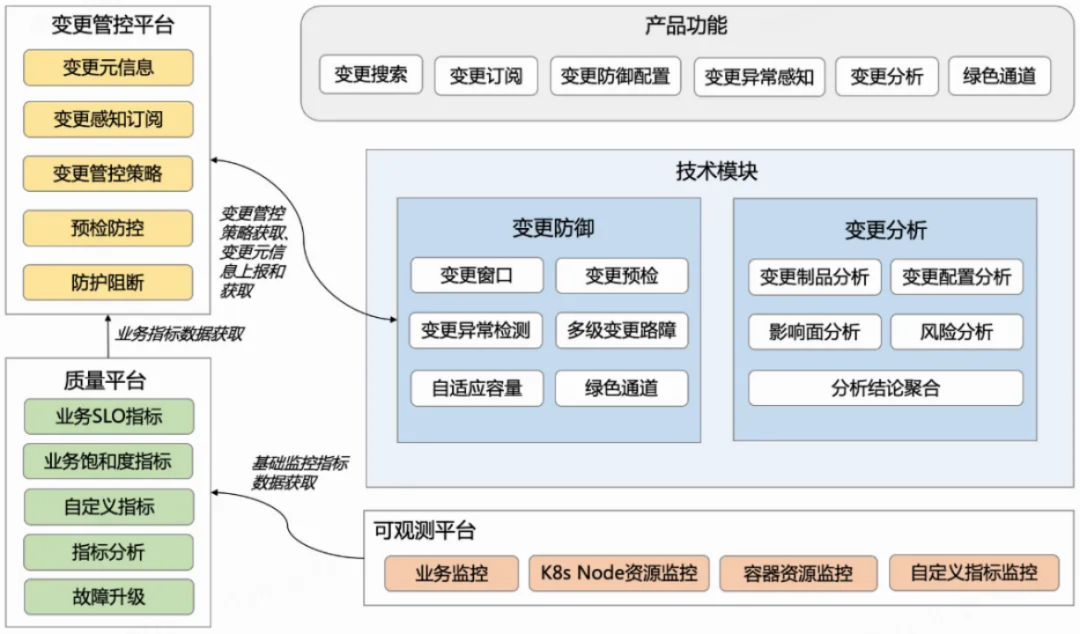 变更管控平台
变更元信息
变更感知订阅
变更管控策略
预检防控
防护阻断
产品功能
变更搜索
变更订阅
变更防御配置
变更异常感知
变更分析
绿色通道
变更管控
策略获取、
变更元信
息上报和
获取
技术模块
变更防御
变更窗口
变更预检
变更异常检测
多级变更路障
自适应容量
绿色通道
变更分析
变更制品分析
变更配置分析
影响面分析
风险分析
分析结论聚合
业务指标数据获取
质量平台
业务SLO指标
业务饱和度指标
自定义指标
指标分析
故障升级
基础监控指标
数据获取
可观测平台
业务监控
K8s Node资源监控
容器资源监控
自定义指标监控